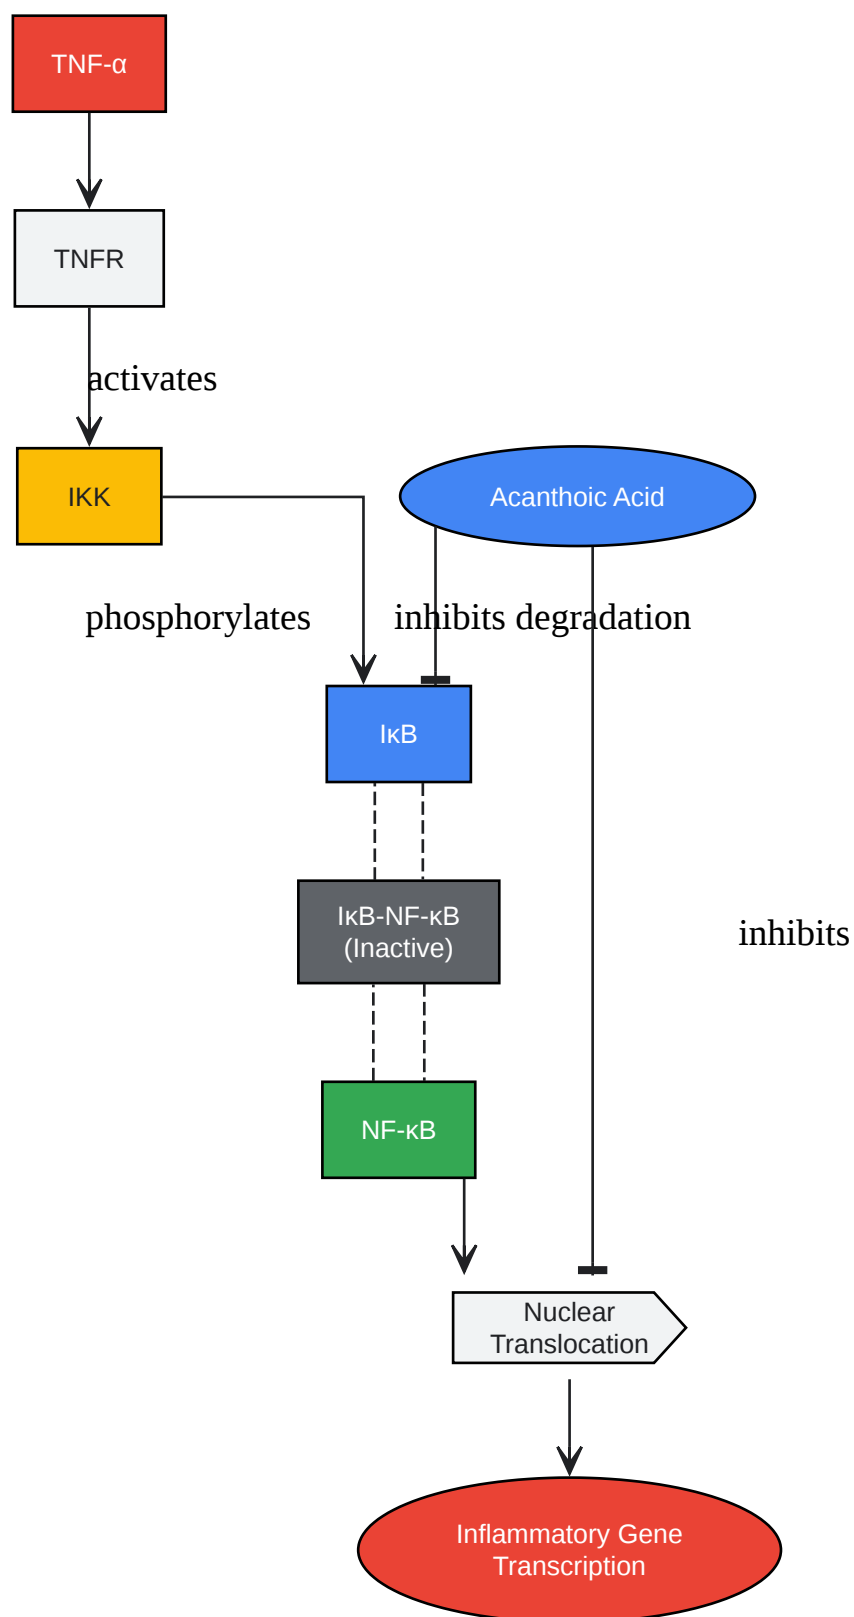 TNF-α
TNFR
activates
IKK
Acanthoic Acid
phosphorylates
inhibits degradation
IκB
IκB-NF-κB
(Inactive)
inhibits
NF-κB
Nuclear
Translocation
Inflammatory Gene
Transcription